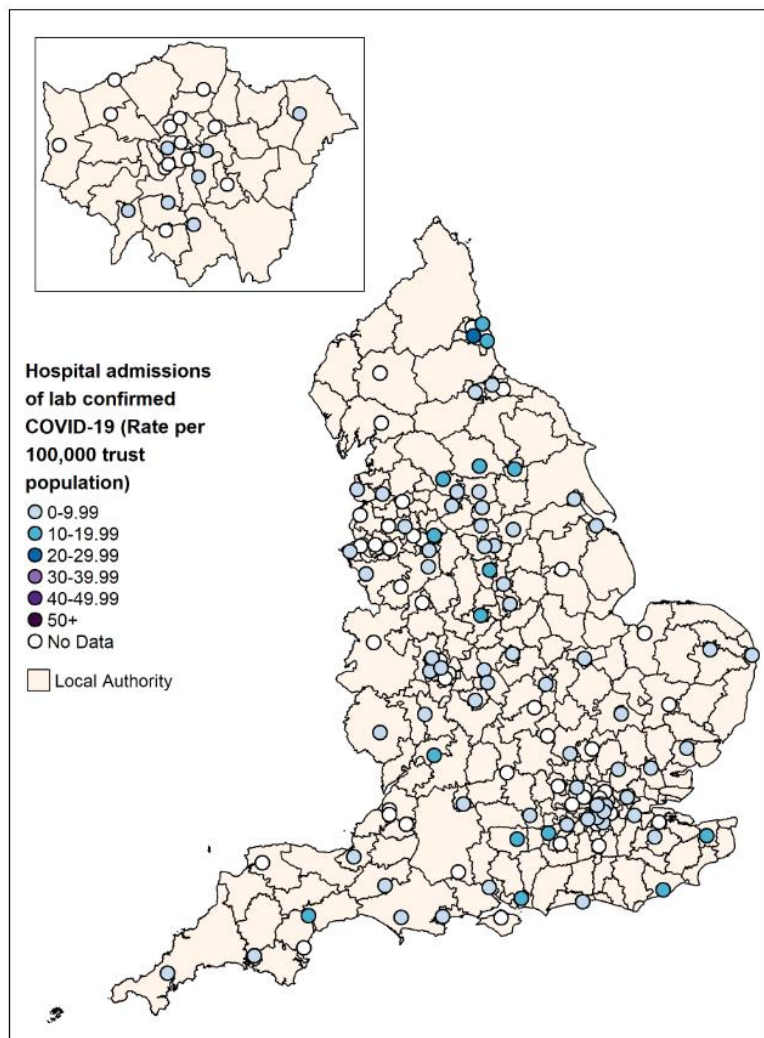 Hospital admissions
of lab confirmed
COVID-19 (Rate per
100,000 trust
population)
0-9.99
10-19.99
20-29.99
30-39.99
40-49.99
50+
No Data
Local Authority